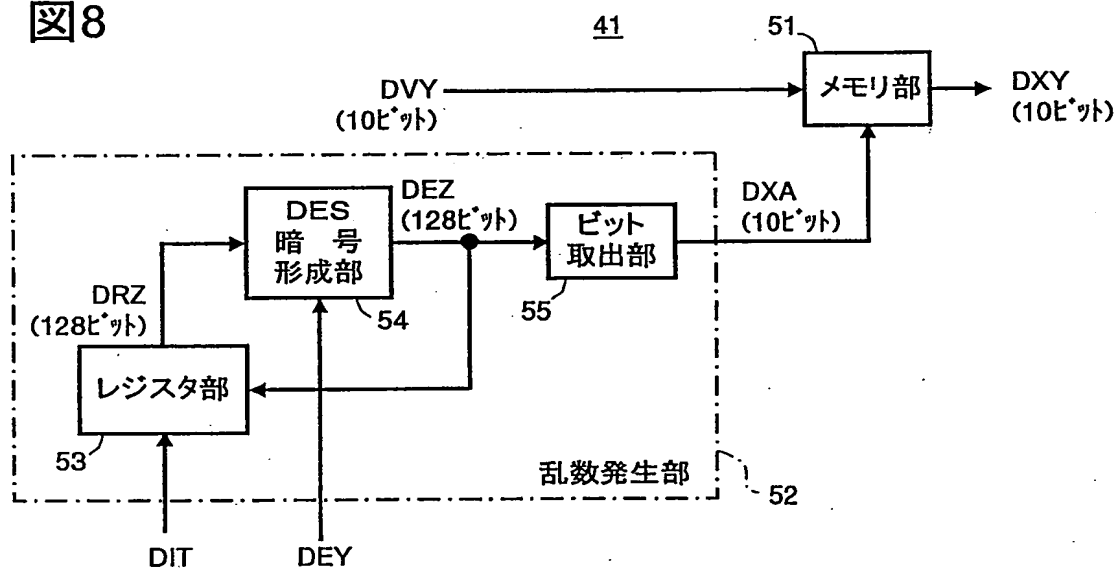 図8
41
51
メモリ部
DVY
(10ビット)
DXY
(10ビット)
DES
暗 号
形成部
54
DEZ
(128ビット)
ビット
取出部
55
DXA
(10ビット)
DRZ
(128ビット)
レジスタ部
53
乱数発生部
52
DIT
DEY